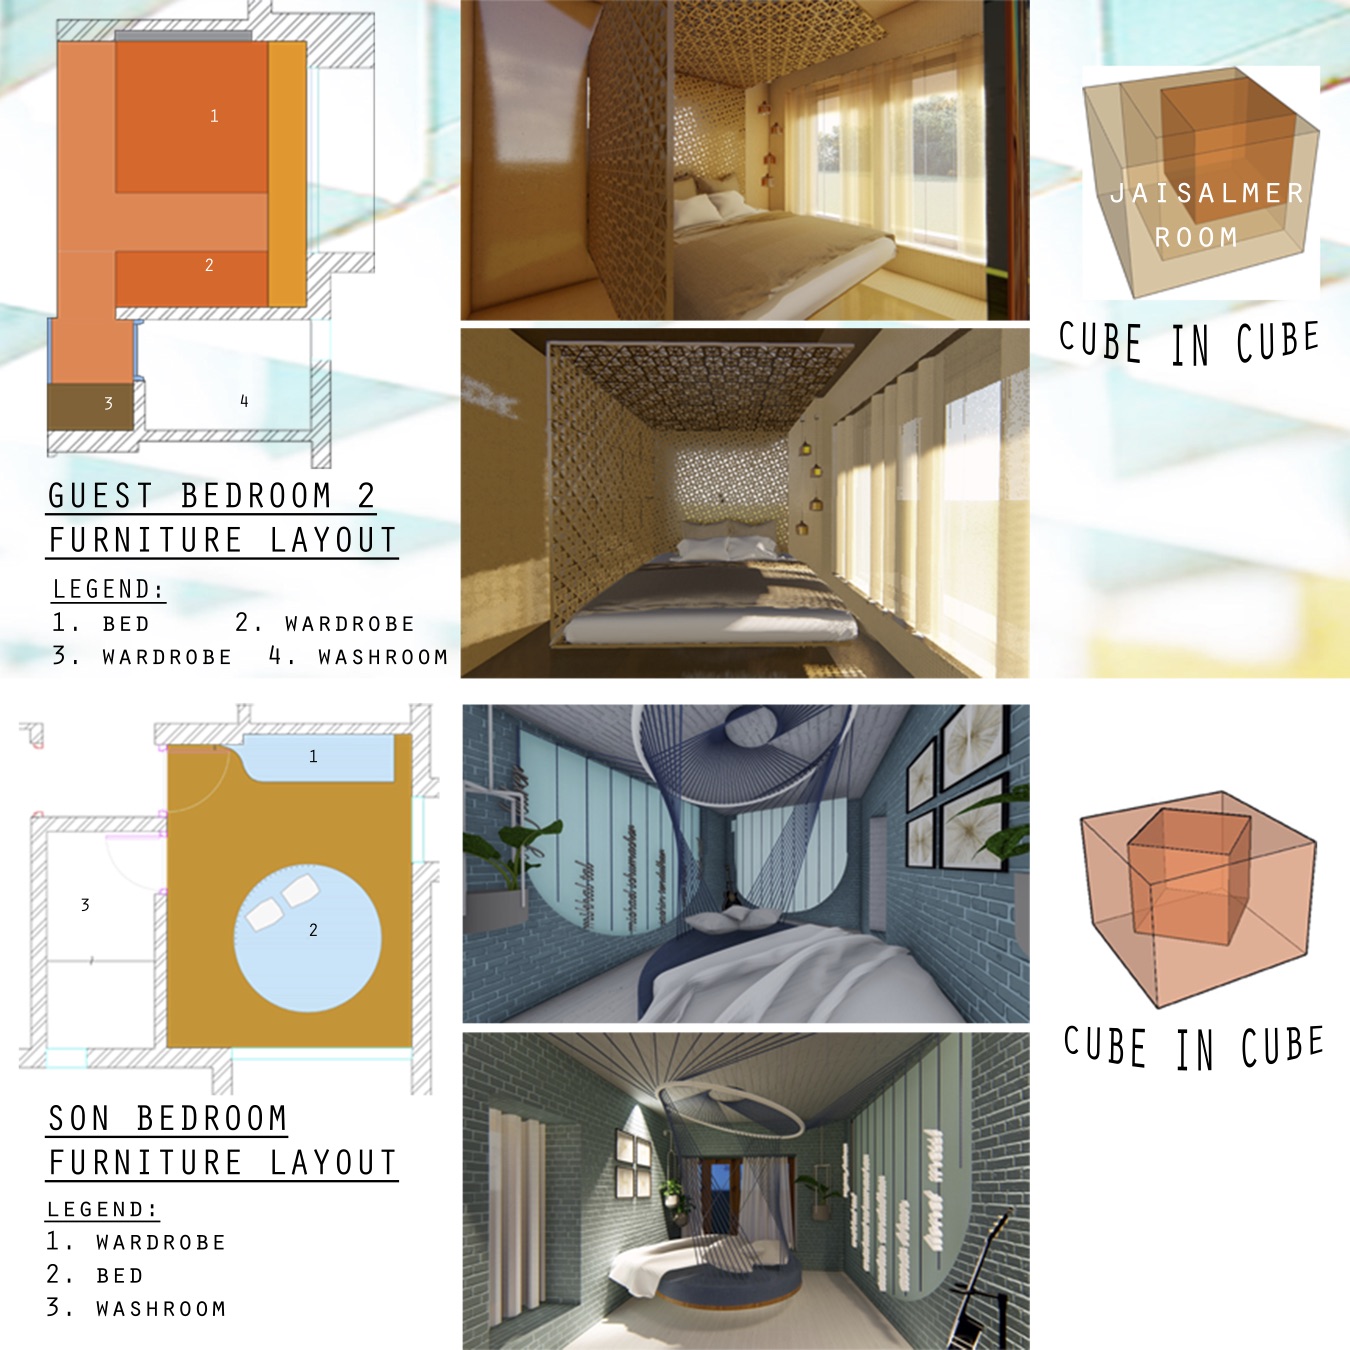 1
2
3
4
GUEST BEDROOM 2
FURNITURE LAYOUT
LEGEND:
1. BED 2. WARDROBE
3. WARDROBE 4. WASHROOM
JAISALMER
ROOM
CUBE IN CUBE
1
3
2
SON BEDROOM
FURNITURE LAYOUT
LEGEND:
1. WARDROBE
2. BED
3. WASHROOM
CUBE IN CUBE